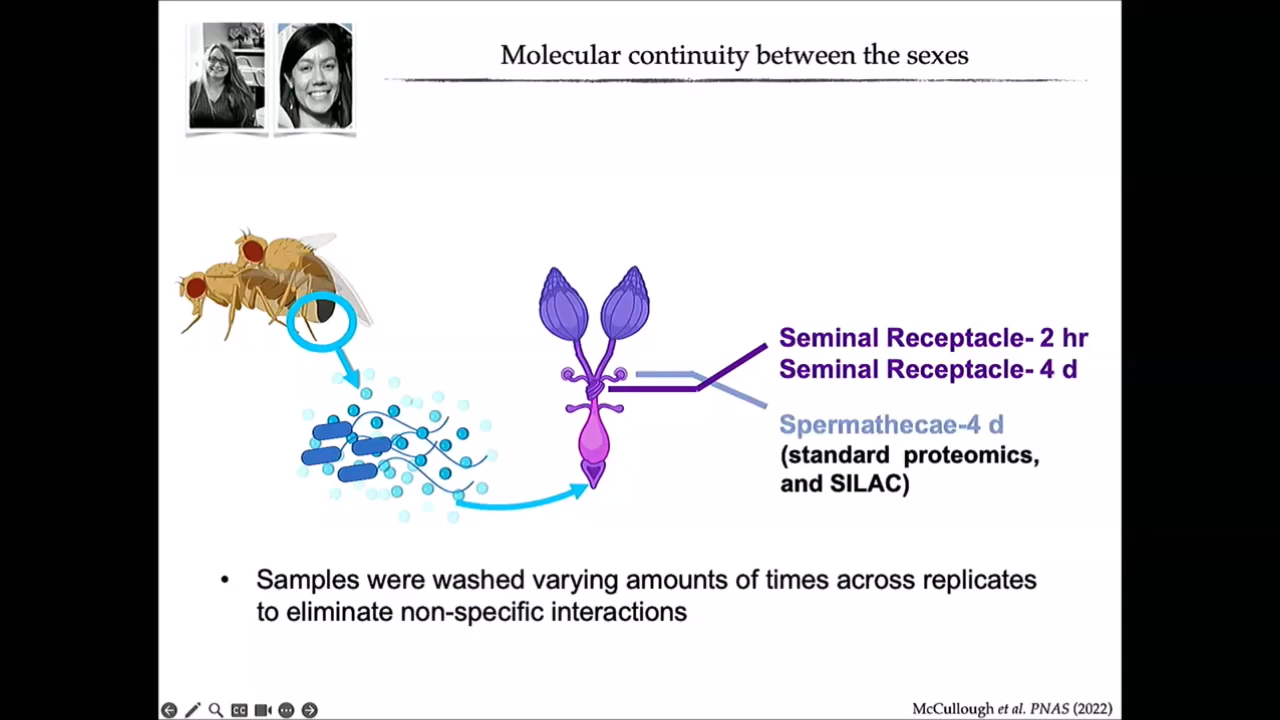 Molecular continuity between the sexes
Seminal Receptacle- 2 hr
Seminal Receptacle- 4 d
Spermathecae-4 d
(standard proteomics,
and SILAC)
• Samples were washed varying amounts of times across replicates
to eliminate non-specific interactions
CC
McCullough et al. PNAS (2022)